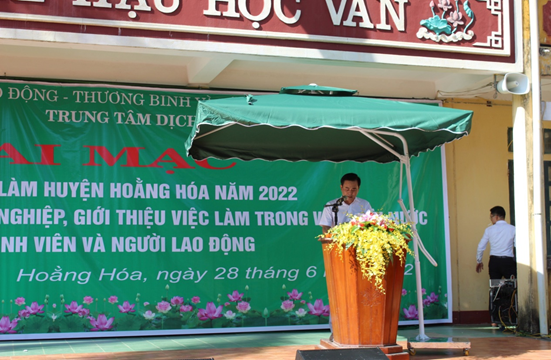 HẬU HỌC VĂN
ĐỘNG - THƯƠNG BINH
TRUNG TÂM DỊCH
AI MẠC
LÀM HUYỆN HOẰNG HÓA NĂM 2022
NGHIỆP, GIỚI THIỆU VIỆC LÀM TRONG
NH VIÊN VÀ NGƯỜI LAO ĐỘNG
Hoằng Hóa, ngày 28 tháng 6